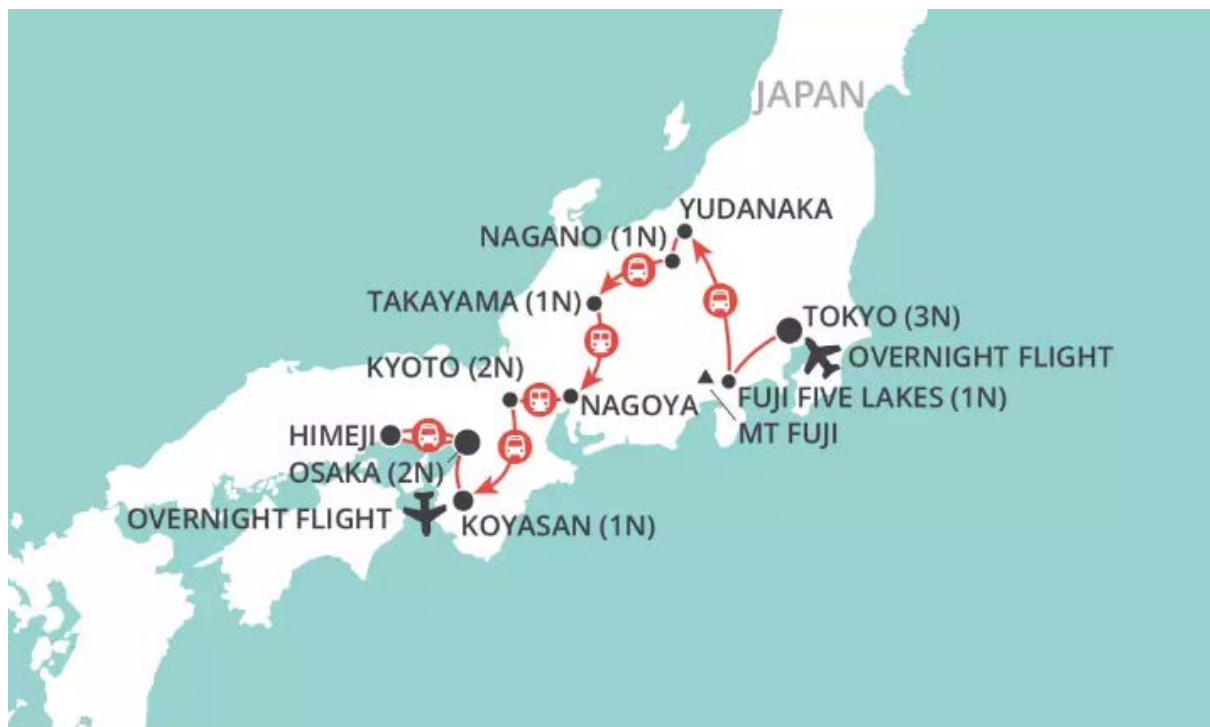 JAPAN
YUDANAKA
NAGANO (1N)
TAKAYAMA (1N)
TOKYO (3N)
OVERNIGHT FLIGHT
KYOTO (2N)
NAGOYA
FUJI FIVE LAKES (1N)
MT FUJI
HIMEJI
OSAKA (2N)
OVERNIGHT FLIGHT
KOYASAN (1N)